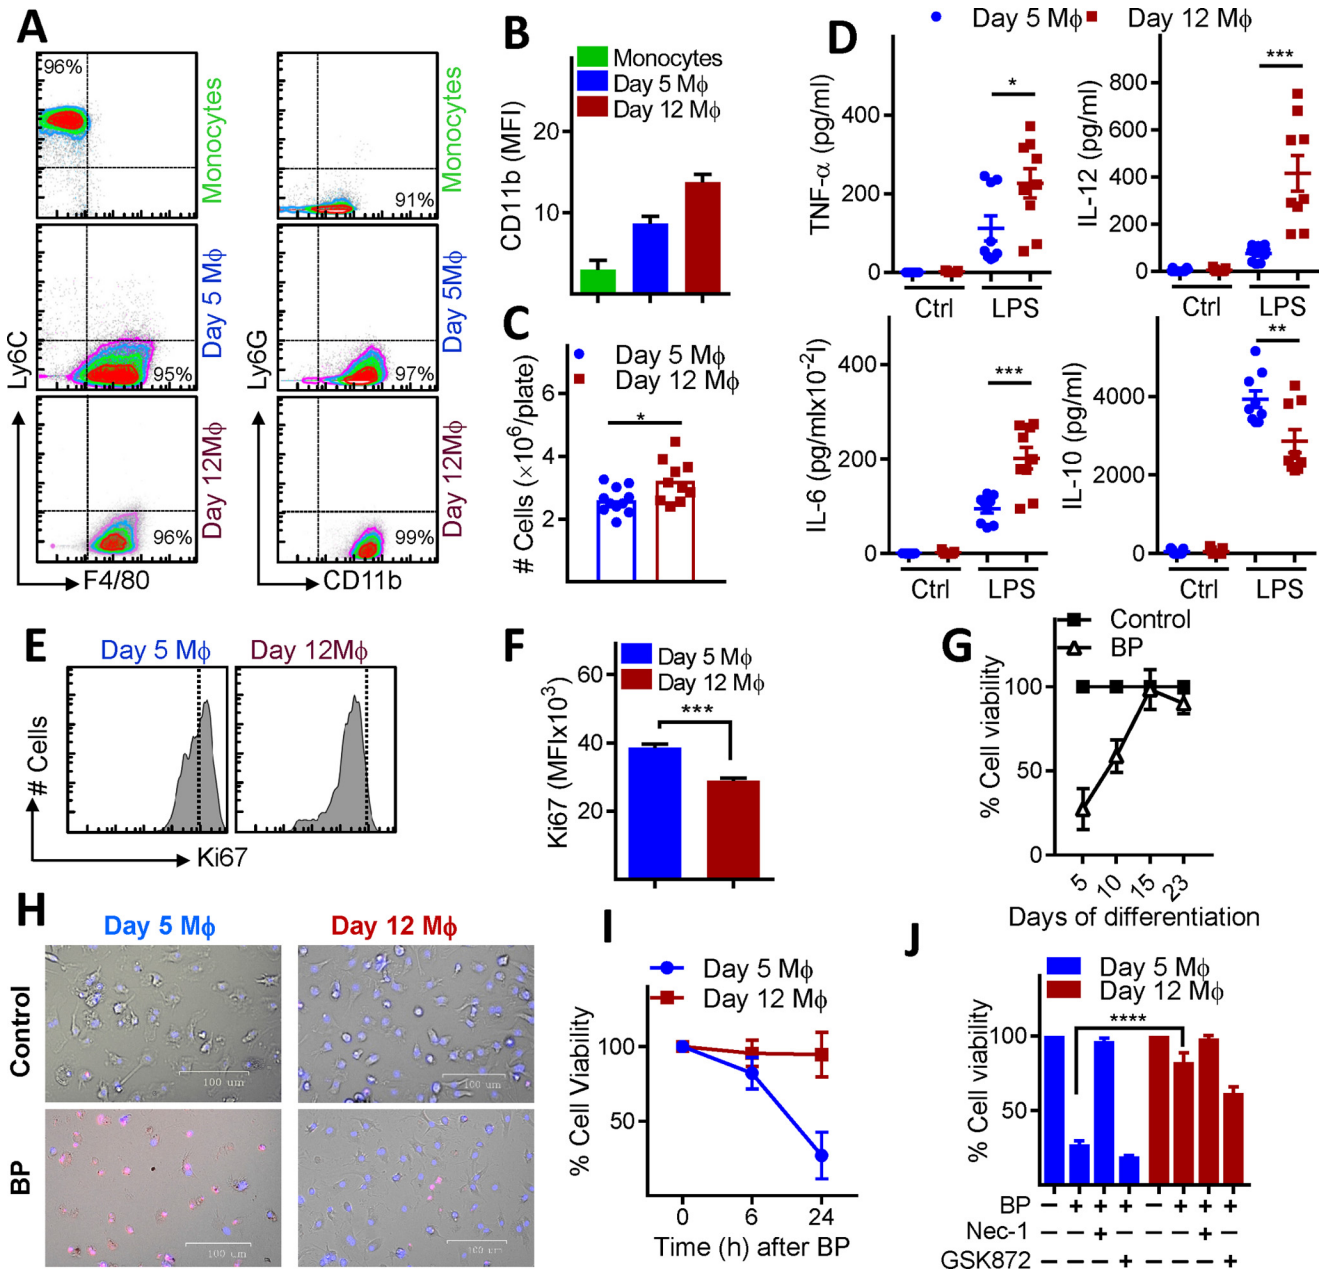 A
96%
Monocytes
Monocytes
91%
Day 5 Mϕ
Day 5Mϕ
Ly6C
95%
Ly6G
97%
Day 12Mϕ
Day 12Mϕ
96%
99%
F4/80
CD11b
B
Monocytes
Day 5 Mϕ
Day 12 Mϕ
CD11b (MFI)
20
10
C
Day 5 Mϕ
Day 12 Mϕ
# Cells (×10⁶/plate)
6
4
2
*
D
Day 5 Mϕ
Day 12 Mϕ
TNF-α (pg/ml)
400
200
0
*
Ctrl
LPS
IL-12 (pg/ml)
800
600
400
200
0
***
Ctrl
LPS
IL-6 (pg/mlx10⁻²l)
400
200
0
***
Ctrl
LPS
IL-10 (pg/ml)
4000
2000
0
**
Ctrl
LPS
E
Day 5 Mϕ
Day 12Mϕ
# Cells
Ki67
F
Day 5 Mϕ
Day 12 Mϕ
Ki67 (MFIx10³)
60
40
20
***
G
Control
BP
% Cell viability
100
50
0
5
10
15
23
Days of differentiation
H
Day 5 Mϕ
Day 12 Mϕ
Control
BP
100 um
100 um
100 um
100 um
I
Day 5 Mϕ
Day 12 Mϕ
% Cell Viability
100
50
0
6
24
Time (h) after BP
J
Day 5 Mϕ
Day 12 Mϕ
****
% Cell viability
100
50
BP − + + + − + + +
Nec-1 − − + − − − + −
GSK872 − − − + − − − +